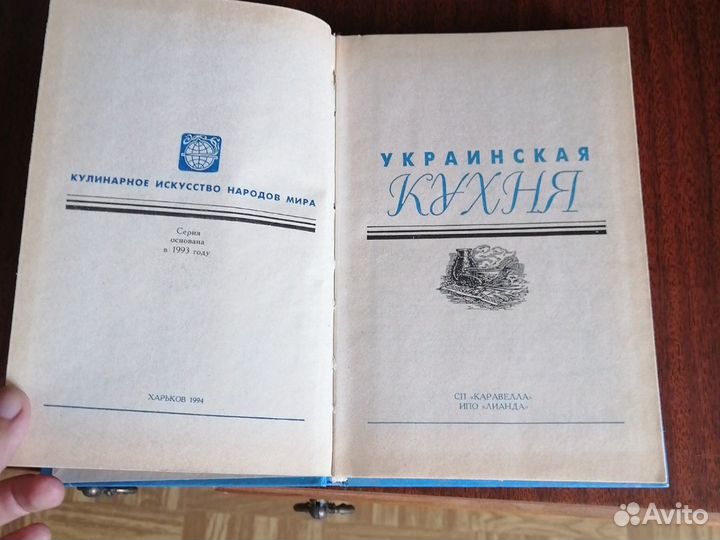 КУЛИНАРНОЕ ИСКУССТВО НАРОДОВ МИРА
Серия
основана
в 1993 году
ХАРЬКОВ 1994
УКРАИНСКАЯ
КУХНЯ
СП «КАРАВЕЛЛА»
ИПО «ЛИАНДА»
Avito